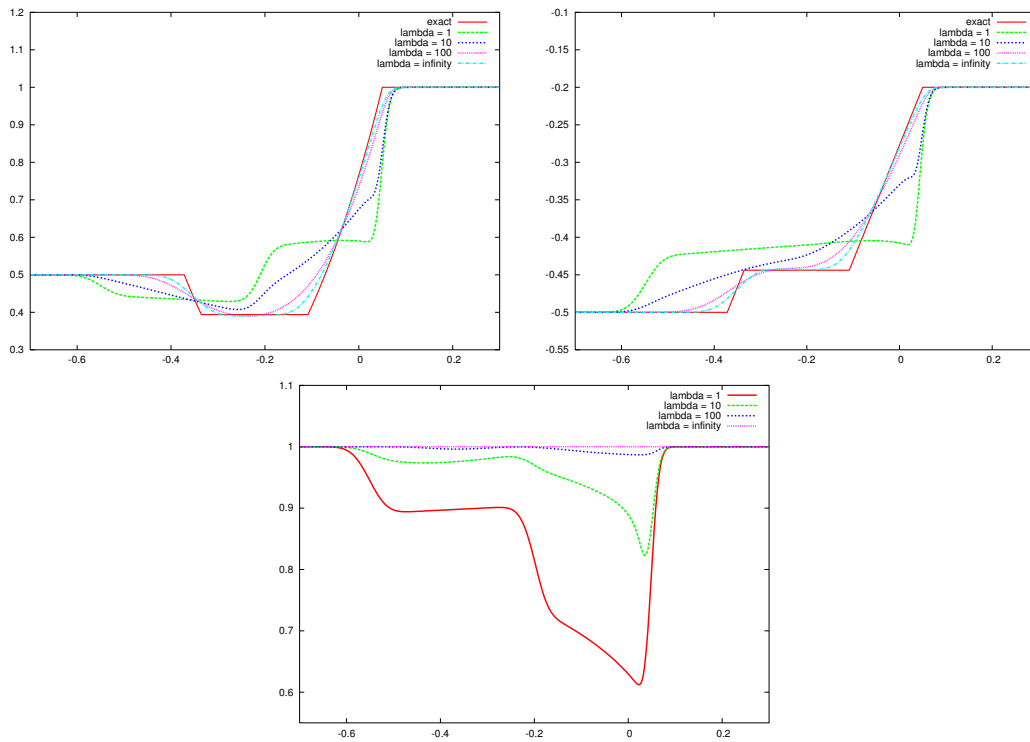 1.2
1.1
1
0.9
0.8
0.7
0.6
0.5
0.4
0.3
-0.6
-0.4
-0.2
0
0.2
exact
lambda = 1
lambda = 10
lambda = 100
lambda = infinity
-0.1
-0.15
-0.2
-0.25
-0.3
-0.35
-0.4
-0.45
-0.5
-0.55
-0.6
-0.4
-0.2
0
0.2
exact
lambda = 1
lambda = 10
lambda = 100
lambda = infinity
1.1
1
0.9
0.8
0.7
0.6
-0.6
-0.4
-0.2
0
0.2
lambda = 1
lambda = 10
lambda = 100
lambda = infinity